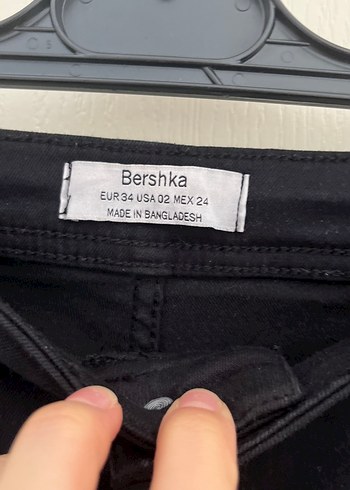 Bershka
EUR 34 USA 02 MEX 24
MADE IN BANGLADESH